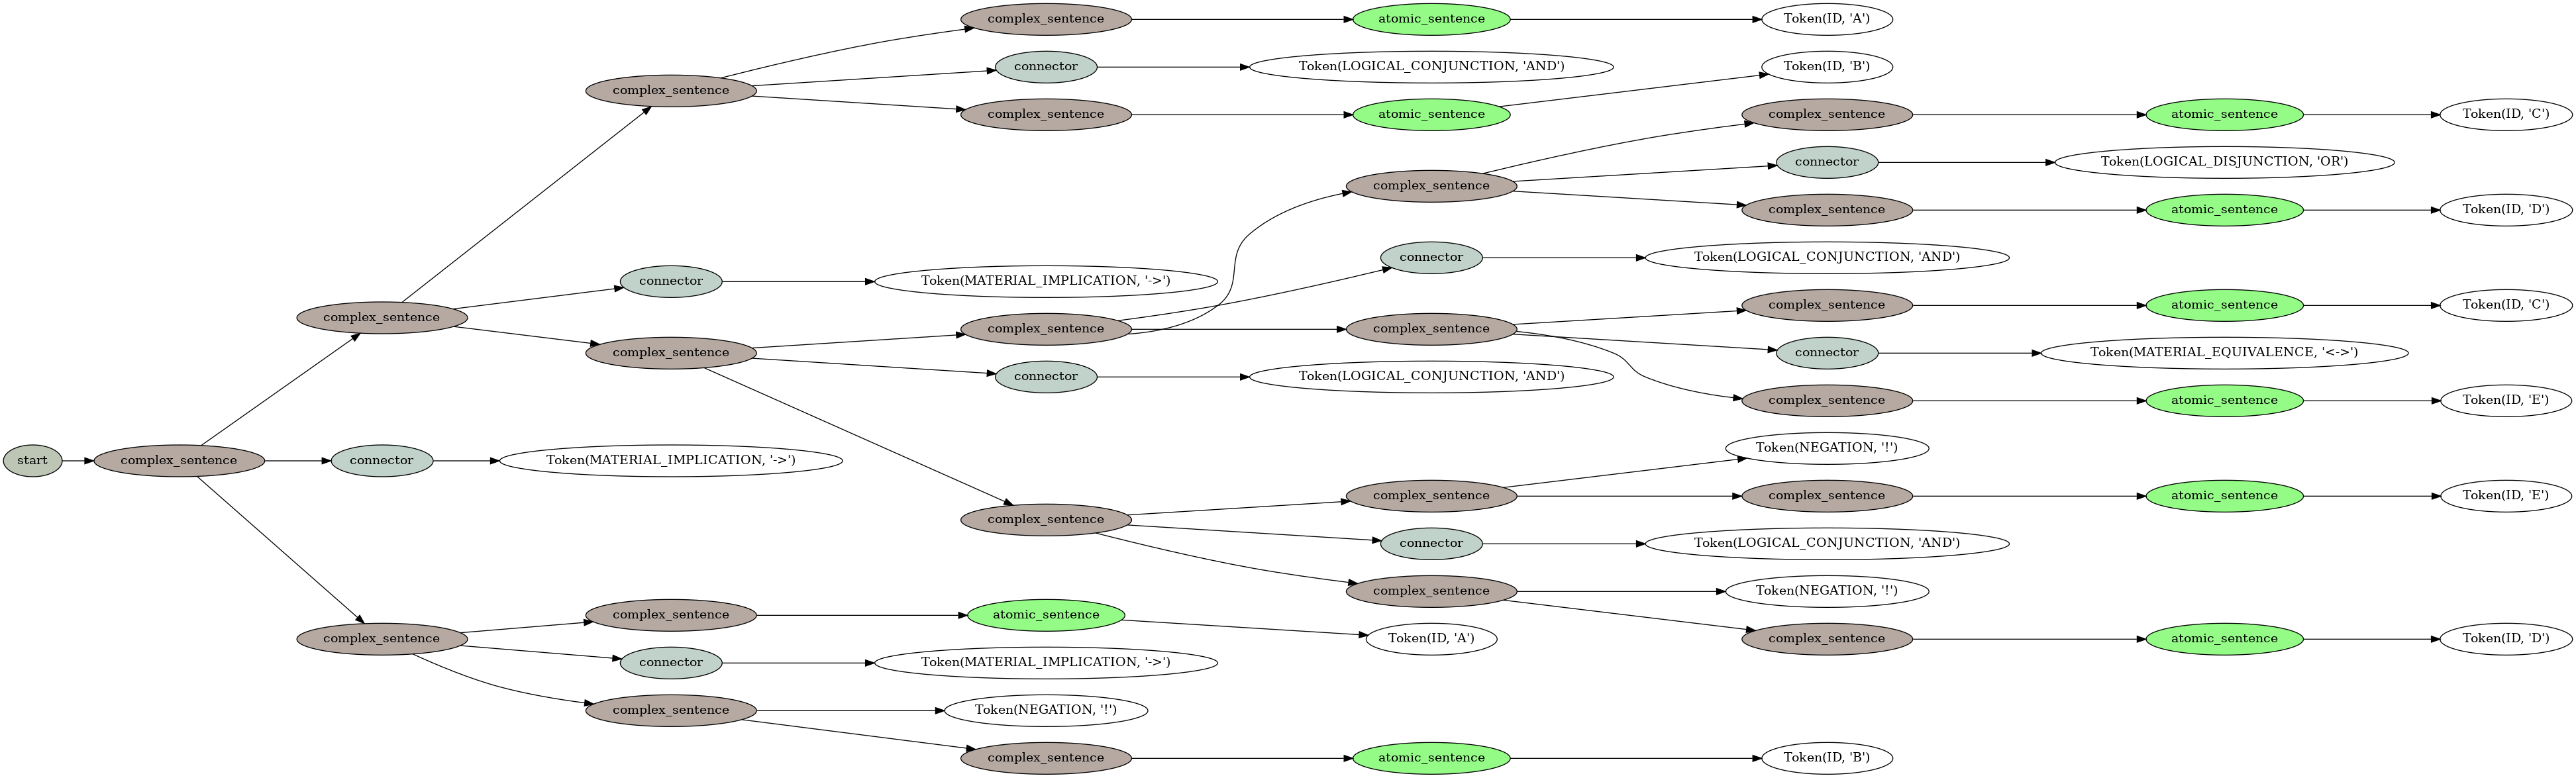 complex_sentence atomic_sentence Token(ID, 'A')
connector Token(LOGICAL_CONJUNCTION, 'AND') Token(ID, 'B')
complex_sentence
complex_sentence atomic_sentence complex_sentence atomic_sentence Token(ID, 'C')
connector Token(LOGICAL_DISJUNCTION, 'OR')
complex_sentence
complex_sentence atomic_sentence Token(ID, 'D')
connector Token(LOGICAL_CONJUNCTION, 'AND')
connector Token(MATERIAL_IMPLICATION, '->')
complex_sentence atomic_sentence Token(ID, 'C')
complex_sentence
complex_sentence complex_sentence
complex_sentence connector Token(MATERIAL_EQUIVALENCE, '<->')
connector Token(LOGICAL_CONJUNCTION, 'AND')
complex_sentence atomic_sentence Token(ID, 'E')
Token(NEGATION, '!')
start complex_sentence connector Token(MATERIAL_IMPLICATION, '->')
complex_sentence complex_sentence atomic_sentence Token(ID, 'E')
complex_sentence
connector Token(LOGICAL_CONJUNCTION, 'AND')
complex_sentence Token(NEGATION, '!')
complex_sentence atomic_sentence
complex_sentence Token(ID, 'A') complex_sentence atomic_sentence Token(ID, 'D')
connector Token(MATERIAL_IMPLICATION, '->')
complex_sentence Token(NEGATION, '!')
complex_sentence atomic_sentence Token(ID, 'B')